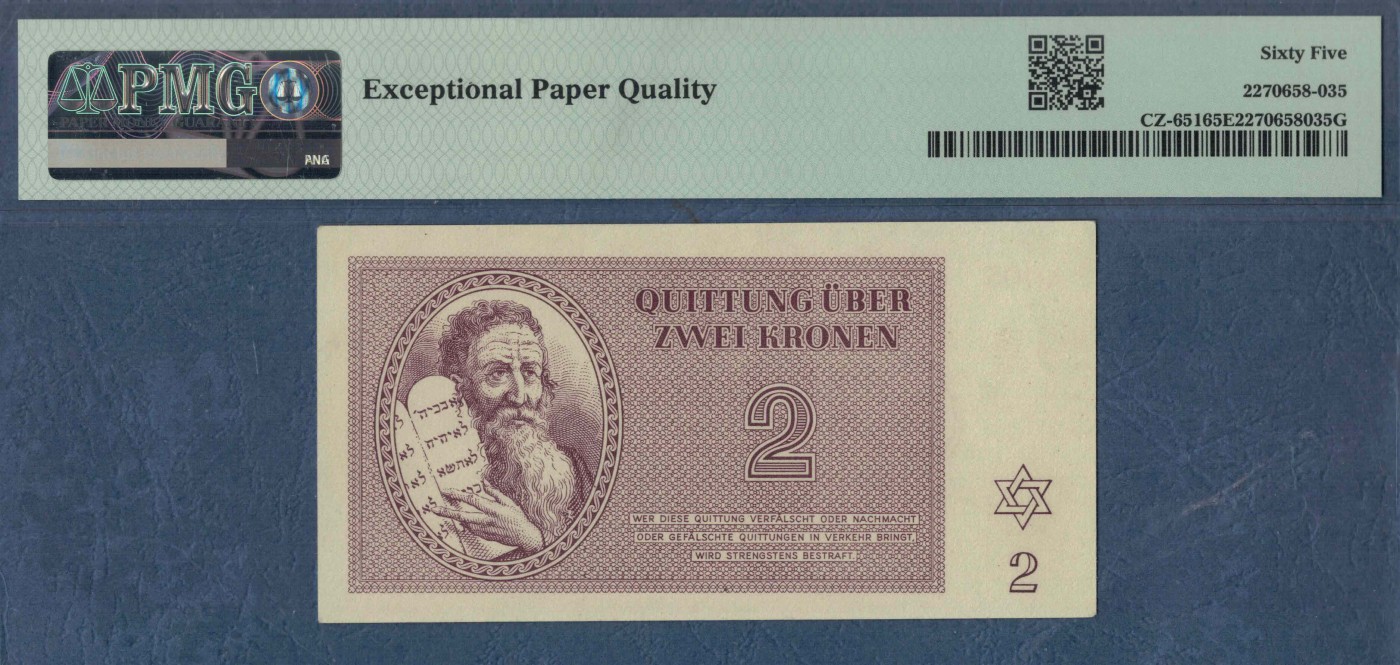 PMG
Exceptional Paper Quality
Sixty Five
2270658-035
CZ-65165E2270658035G
PNG
QUITTUNG ÜBER
ZWEI KRONEN
2
WER DIESE QUITTUNG VERFÄLSCHT ODER NACHMACHT
ODER GEFÄLSCHTE QUITTUNGEN IN VERKEHR BRINGT,
WIRD STRENGSTENS BESTRAFT.
2